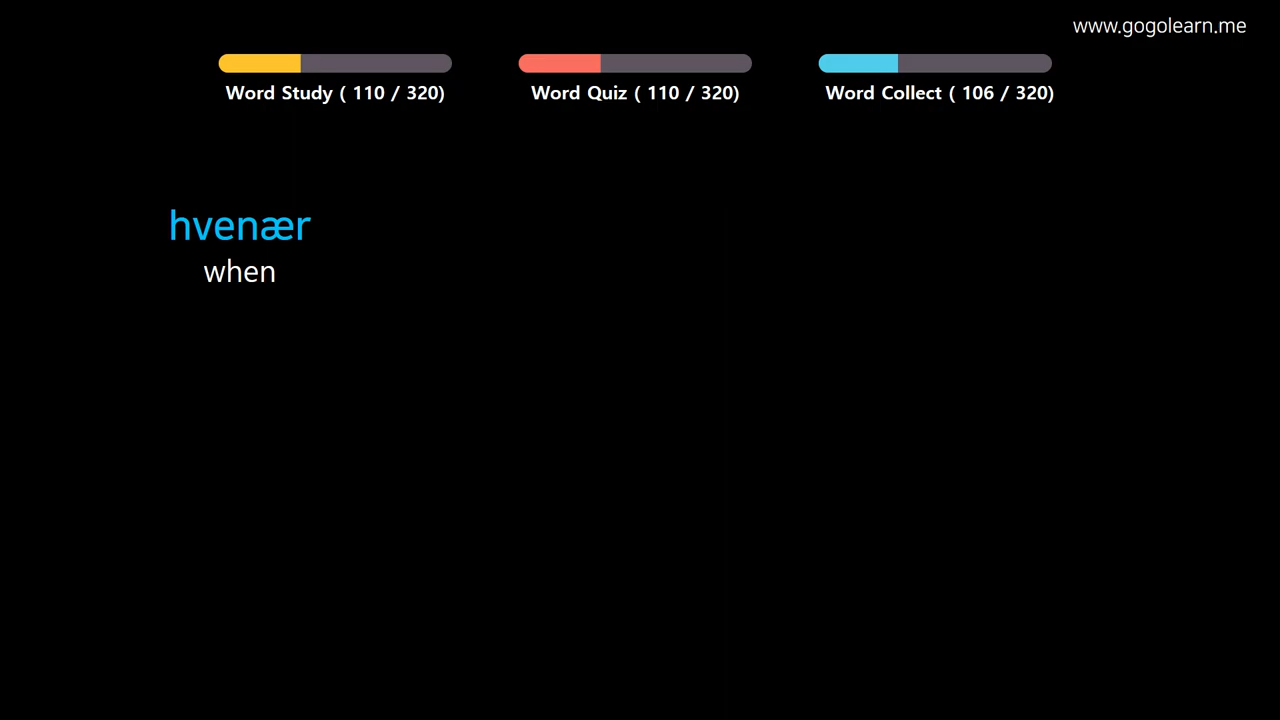 www.gogolearn.me
Word Study ( 110 / 320)
Word Quiz ( 110 / 320)
Word Collect ( 106 / 320)
hvenær
when